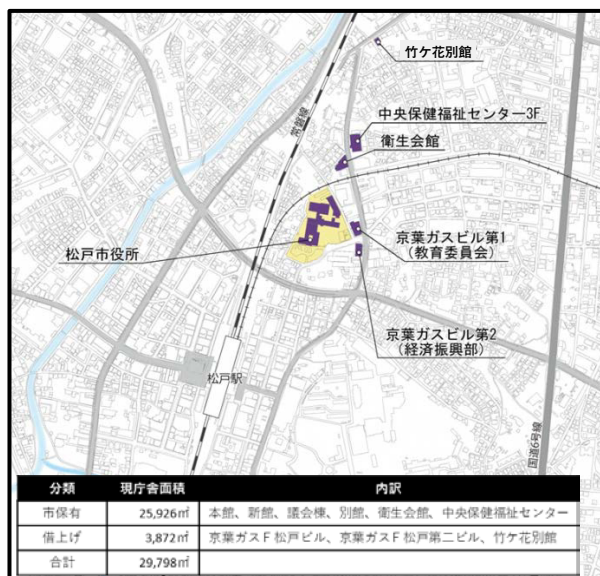 竹ケ花別館
常磐線
中央保健福祉センター3F
衛生会館
松戸市役所
京葉ガスビル第1
(教育委員会)
京葉ガスビル第2
(経済振興部)
松戸駅
国道6号線
分類 現庁舎面積 内訳
市保有 25,926㎡ 本館、新館、議会棟、別館、衛生会館、中央保健福祉センター
借上げ 3,872㎡ 京葉ガスF松戸ビル、京葉ガスF松戸第二ビル、竹ケ花別館
合計 29,798㎡